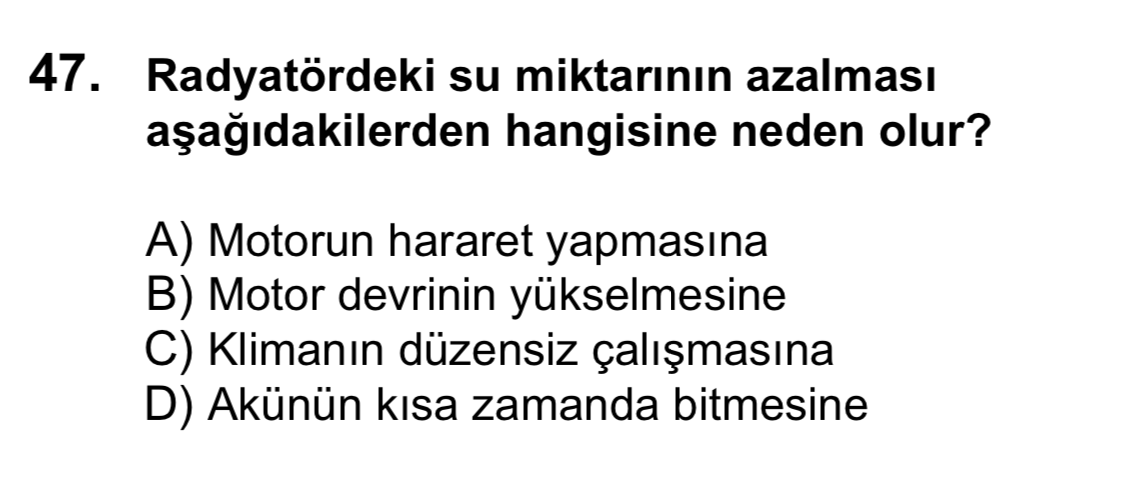 47. Radyatördeki su miktarının azalması
aşağıdakilerden hangisine neden olur?
A) Motorun hararet yapmasına
B) Motor devrinin yükselmesine
C) Klimanın düzensiz çalışmasına
D) Akünün kısa zamanda bitmesine